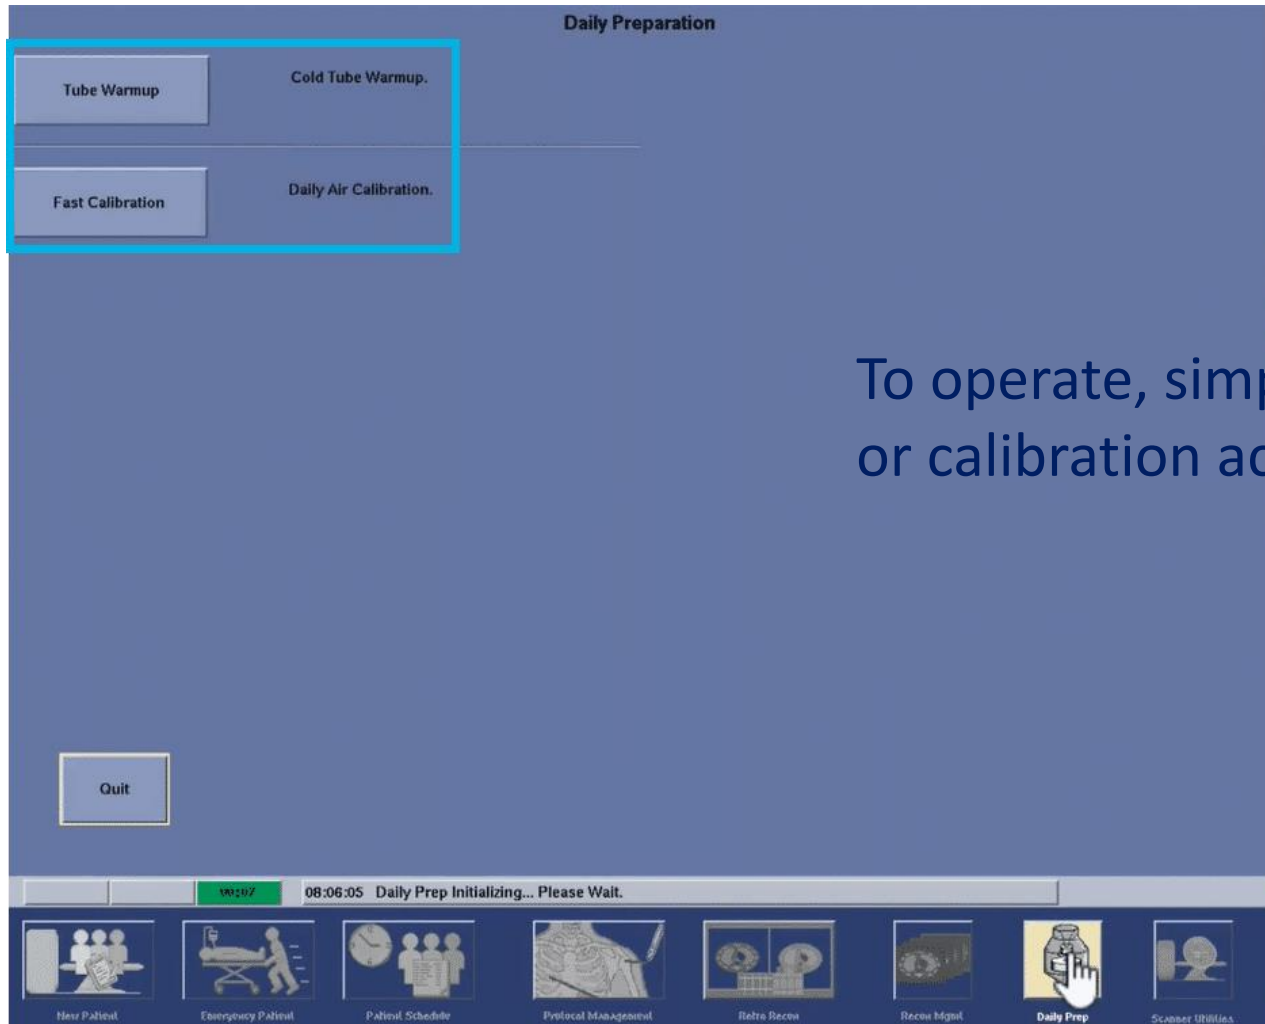 Daily Preparation
Tube Warmup
Cold Tube Warmup.
Fast Calibration
Daily Air Calibration.
To operate, simp
or calibration ac
Quit
08:06:05 Daily Prep Initializing... Please Wait.
New Patient
Emergency Patient
Patient Schedule
Protocol Management
Retro Recon
Recon Mgmt
Daily Prep
Scanner Utilities